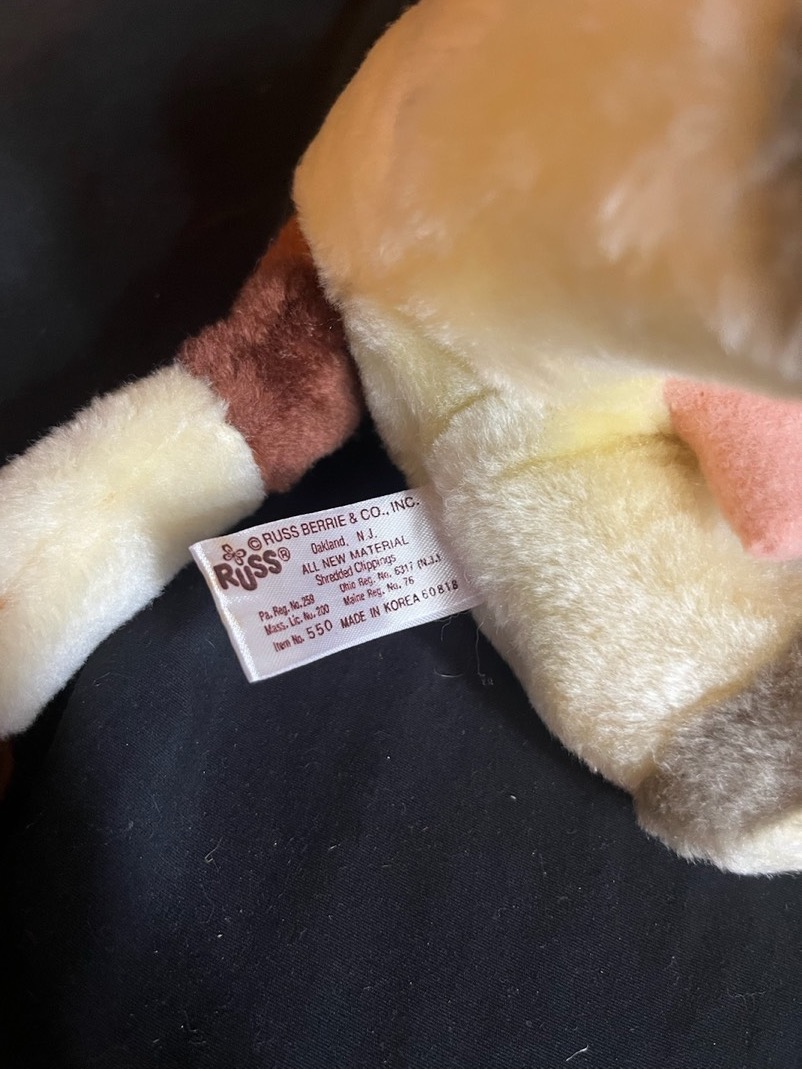 © RUSS BERRIE & CO., INC.
RUSS® Oakland, N.J.
ALL NEW MATERIAL
Shredded Clippings
Pa. Reg. No. 259 Ohio Reg. No. 6317 (N.J.)
Mass. Lic. No. 200 Maine Reg. No. 76
Item No. 550 MADE IN KOREA 60818